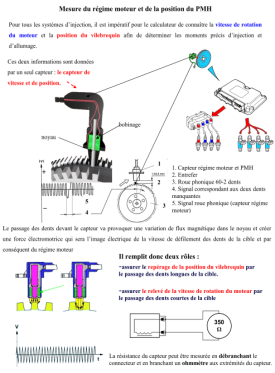 Mesure du régime moteur et de la position du PMH
Pour tous les systèmes d'injection, il est impératif pour le calculateur de connaître la vitesse de rotation
du moteur et la position du vilebrequin afin de déterminer les moments précis d'injection et
d'allumage.
Ces deux informations sont données
par un seul capteur : le capteur de
vitesse et de position.
bobinage
noyau
1
2
3
4
5
1. Capteur régime moteur et PMH
2. Entrefer
3. Roue phonique 60-2 dents
4. Signal correspondant aux deux dents
manquantes
5. Signal roue phonique (capteur régime
moteur)
Le passage des dents devant le capteur va provoquer une variation de flux magnétique dans le noyau et créer
une force électromotrice qui sera l'image électrique de la vitesse de défilement des dents de la cible et par
conséquent du régime moteur
Il remplit donc deux rôles :
-assurer le repérage de la position du vilebrequin par
le passage des dents longues de la cible.
-assurer le relevé de la vitesse de rotation du moteur par
le passage des dents courtes de la cible
350
Ω
V
t
La résistance du capteur peut être mesurée en débranchant le
connecteur et en branchant un ohmmètre aux extrémités du capteur.